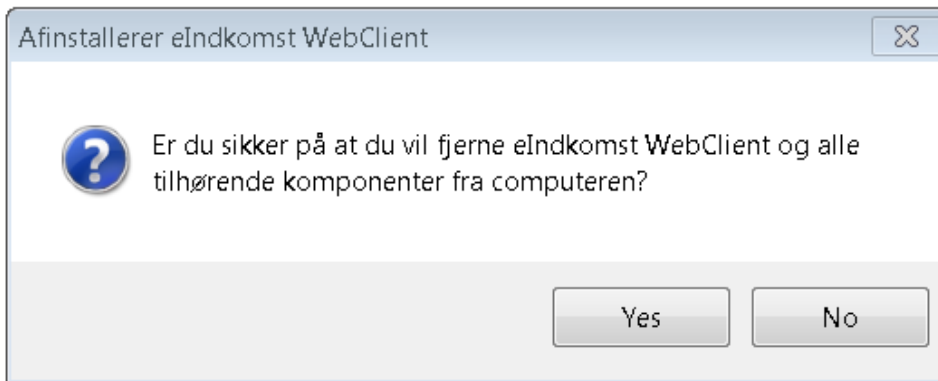 Afinstallerer eIndkomst WebClient
Er du sikker på at du vil fjerne eIndkomst WebClient og alle
tilhørende komponenter fra computeren?
Yes
No